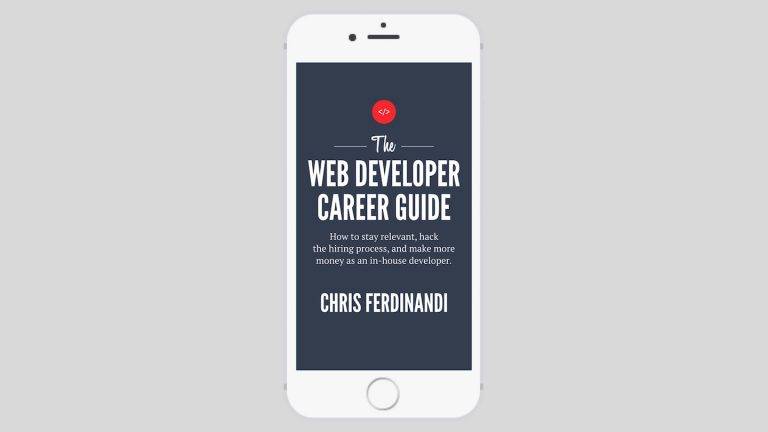 </>
The
WEB DEVELOPER
CAREER GUIDE
How to stay relevant, hack
the hiring process, and make more
money as an in-house developer.
CHRIS FERDINANDI